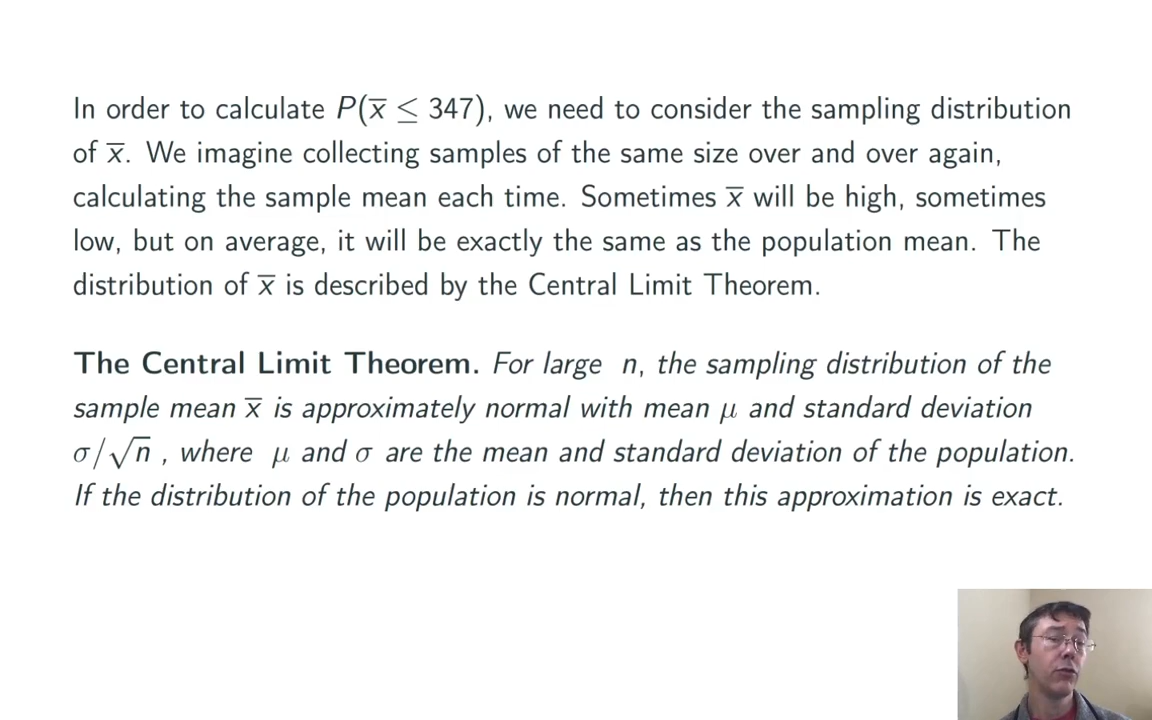 In order to calculate P(x̅ ≤ 347), we need to consider the sampling distribution
of x̅. We imagine collecting samples of the same size over and over again,
calculating the sample mean each time. Sometimes x̅ will be high, sometimes
low, but on average, it will be exactly the same as the population mean. The
distribution of x̅ is described by the Central Limit Theorem.
The Central Limit Theorem. For large n, the sampling distribution of the
sample mean x̅ is approximately normal with mean μ and standard deviation
σ/√n , where μ and σ are the mean and standard deviation of the population.
If the distribution of the population is normal, then this approximation is exact.